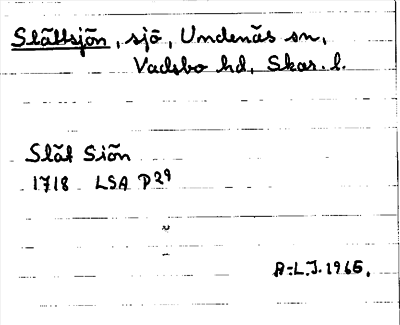 Slättsjön, sjö, Undenäs sn,
Vadsbo hd, Skar. l.
Slät Siön
1718 LSA P29
A-L.J. 1965.